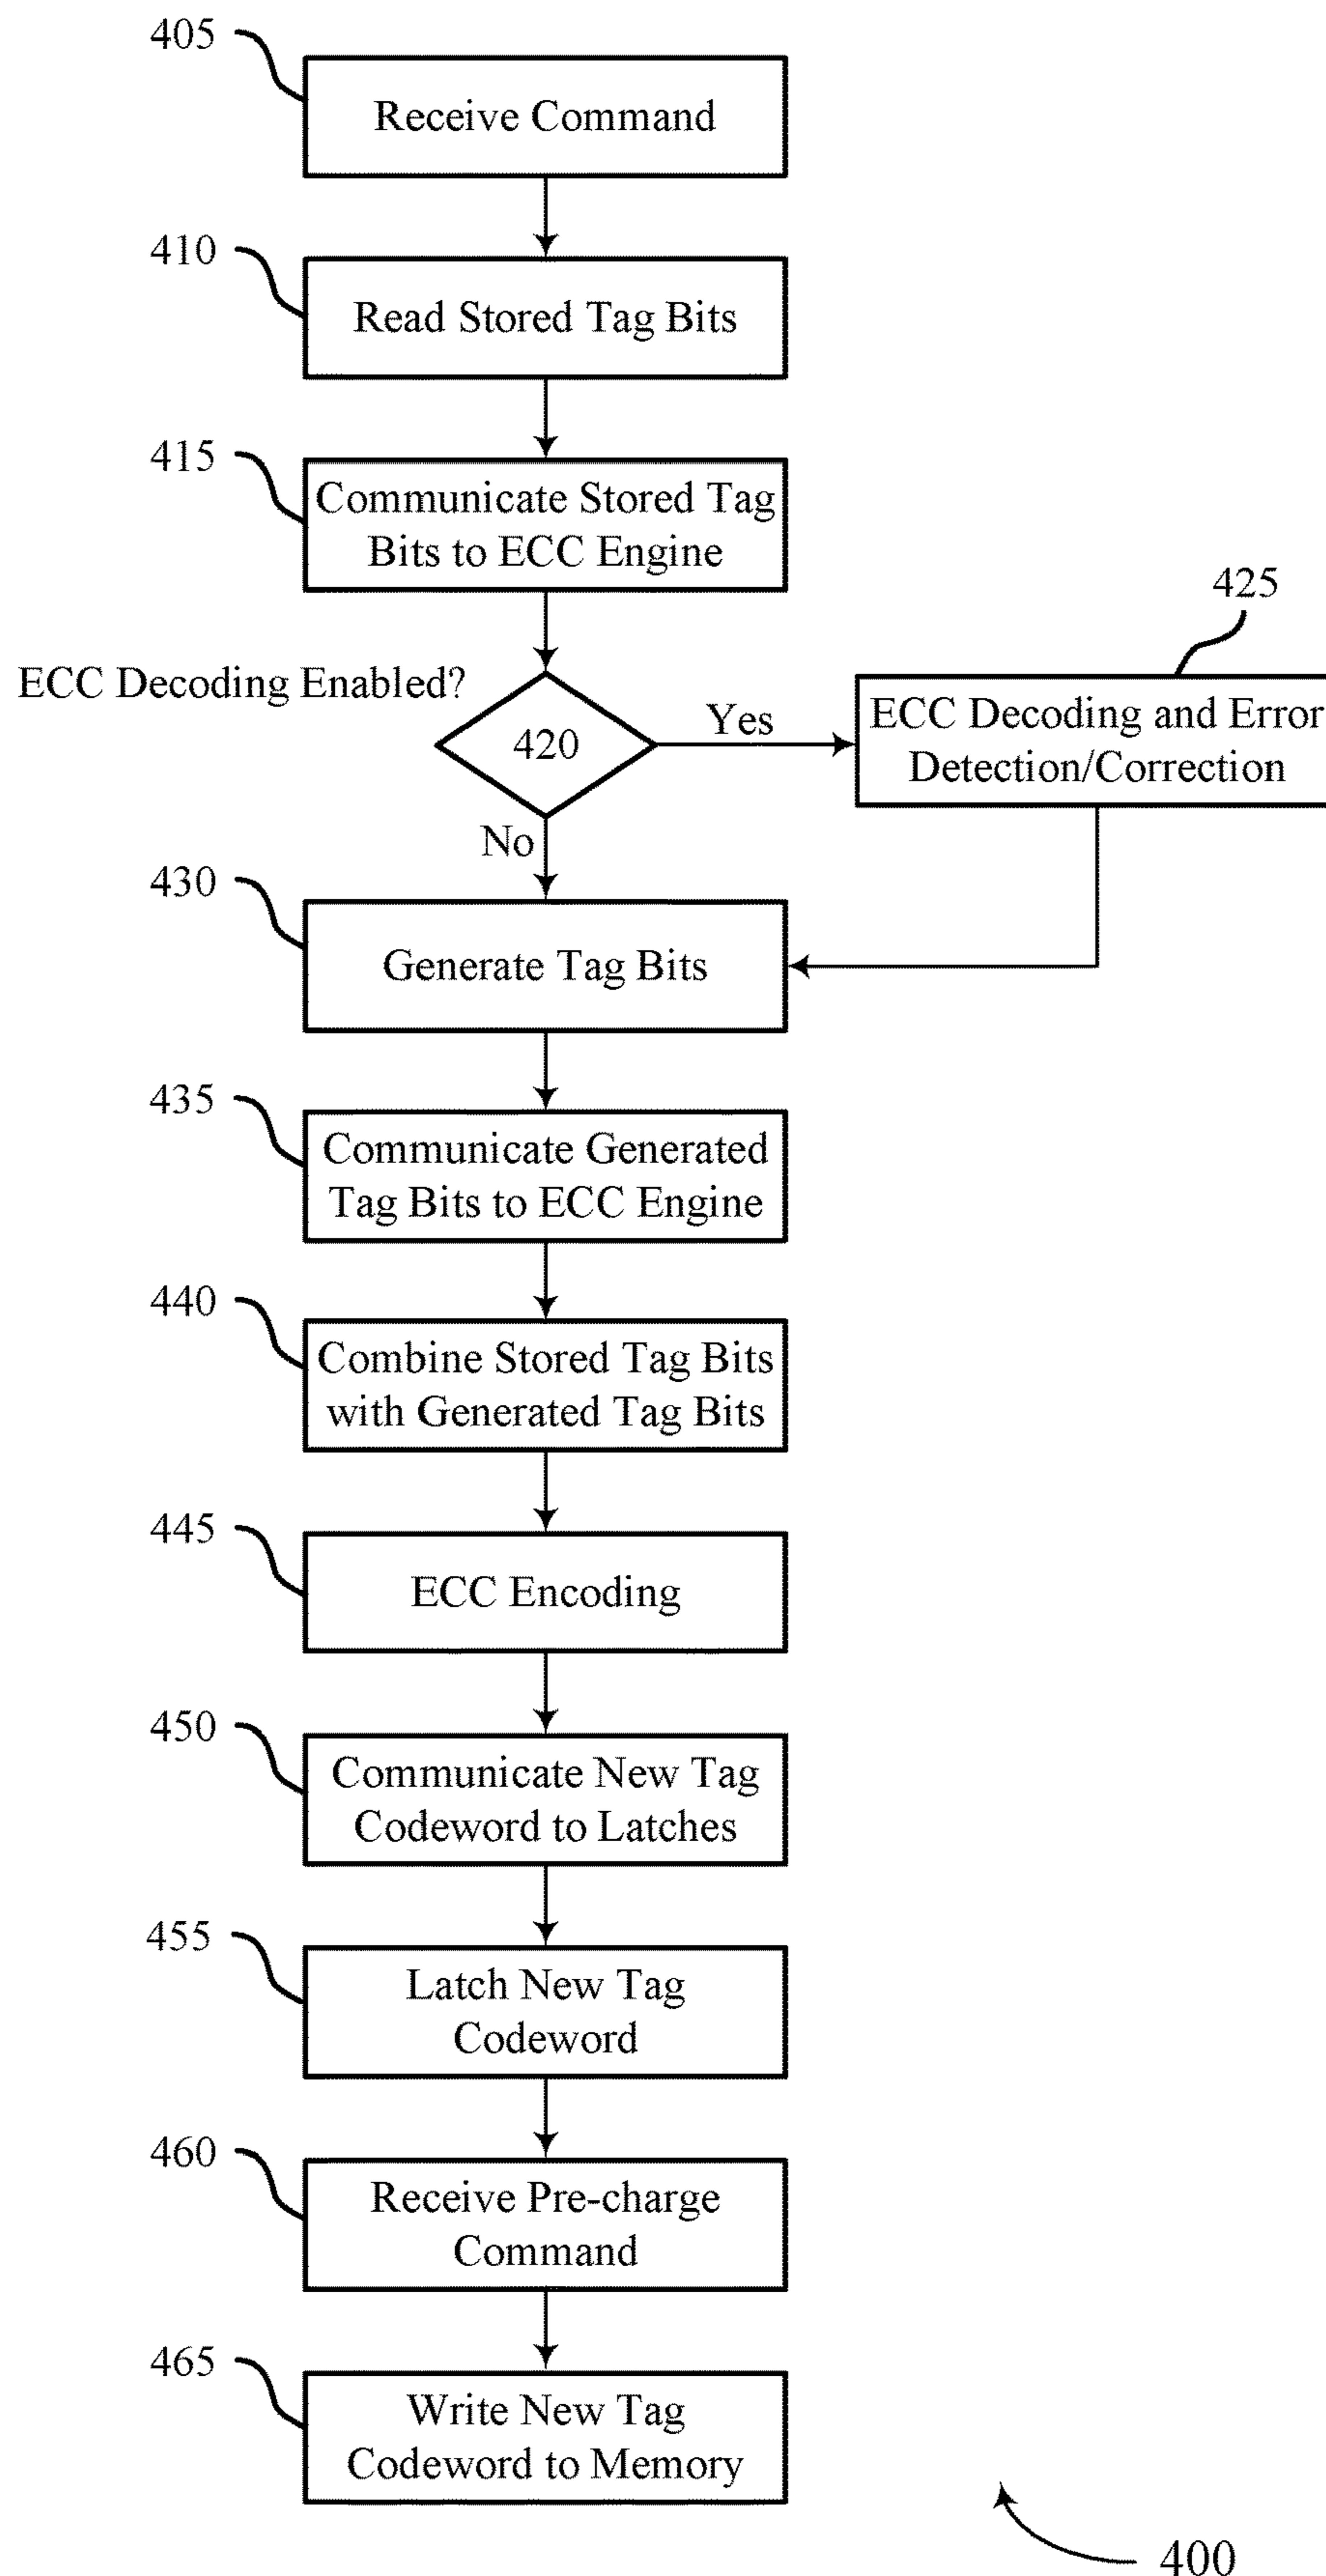 405
Receive Command
410
Read Stored Tag Bits
415
Communicate Stored Tag
Bits to ECC Engine
425
ECC Decoding Enabled?
420
Yes
ECC Decoding and Error
Detection/Correction
No
430
Generate Tag Bits
435
Communicate Generated
Tag Bits to ECC Engine
440
Combine Stored Tag Bits
with Generated Tag Bits
445
ECC Encoding
450
Communicate New Tag
Codeword to Latches
455
Latch New Tag
Codeword
460
Receive Pre-charge
Command
465
Write New Tag
Codeword to Memory
400